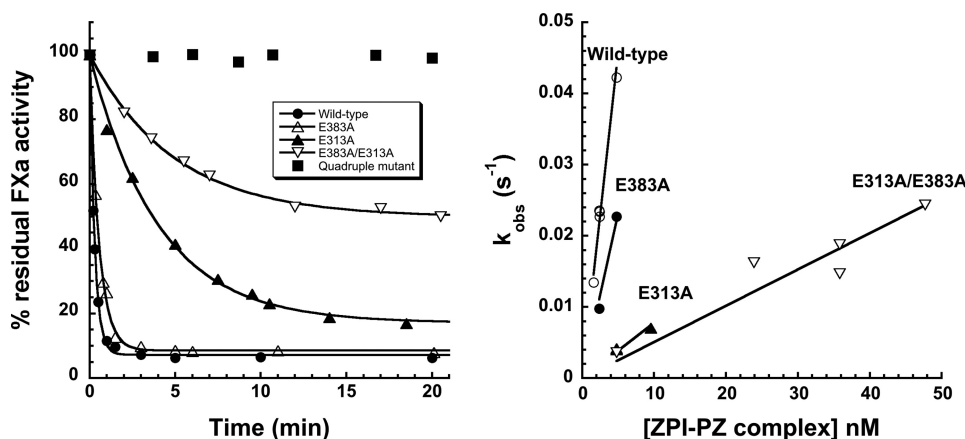 % residual FXa activity
100
80
60
40
20
0
0
5
10
15
20
Time (min)
Wild-type
E383A
E313A
E383A/E313A
Quadruple mutant
k_obs (s⁻¹)
0.05
0.04
0.03
0.02
0.01
0
0
10
20
30
40
50
[ZPI-PZ complex] nM
Wild-type
E383A
E313A/E383A
E313A